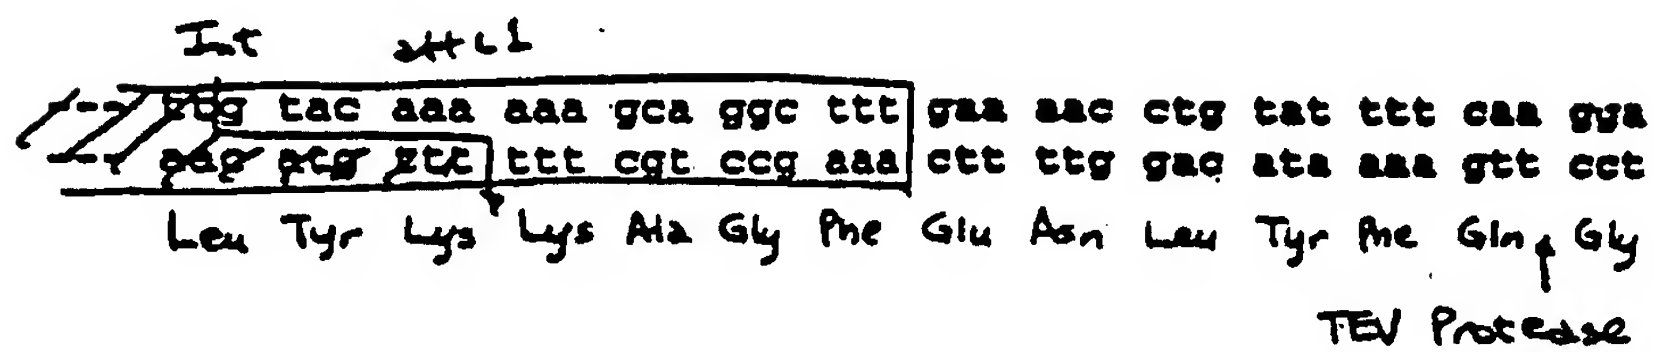 Int attL1
--- ttg tac aaa aaa gca ggc ttt gaa aac ctg tat ttt caa gga
--- aac atg ttt ttt cgt ccg aaa ctt ttg gac ata aaa gtt cct
Leu Tyr Lys Lys Ala Gly Phe Glu Asn Leu Tyr Phe Gln Gly
TEV Protease